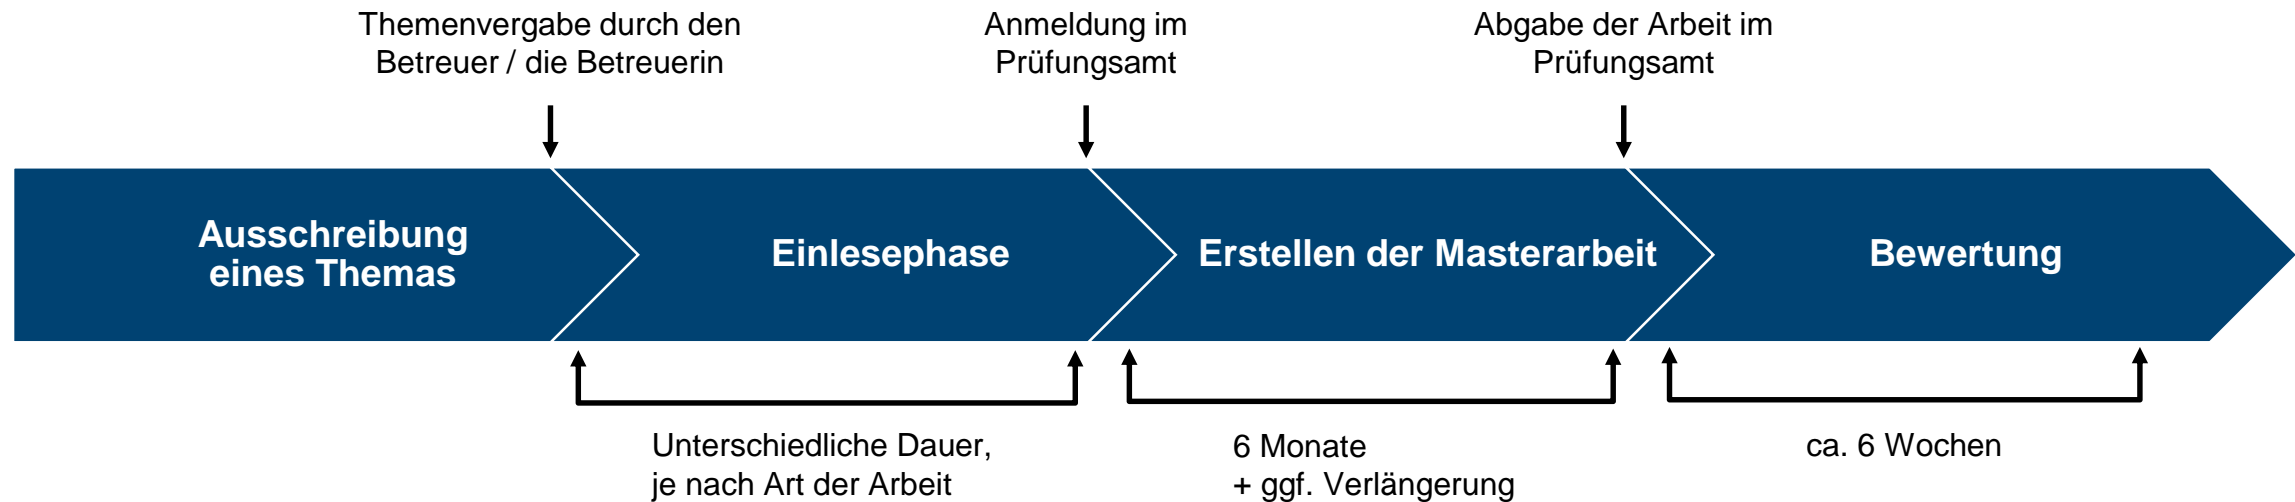 Themenvergabe durch den
Betreuer / die Betreuerin
Anmeldung im
Prüfungsamt
Abgabe der Arbeit im
Prüfungsamt
Ausschreibung
eines Themas
Einlesephase
Erstellen der Masterarbeit
Bewertung
Unterschiedliche Dauer,
je nach Art der Arbeit
6 Monate
+ ggf. Verlängerung
ca. 6 Wochen